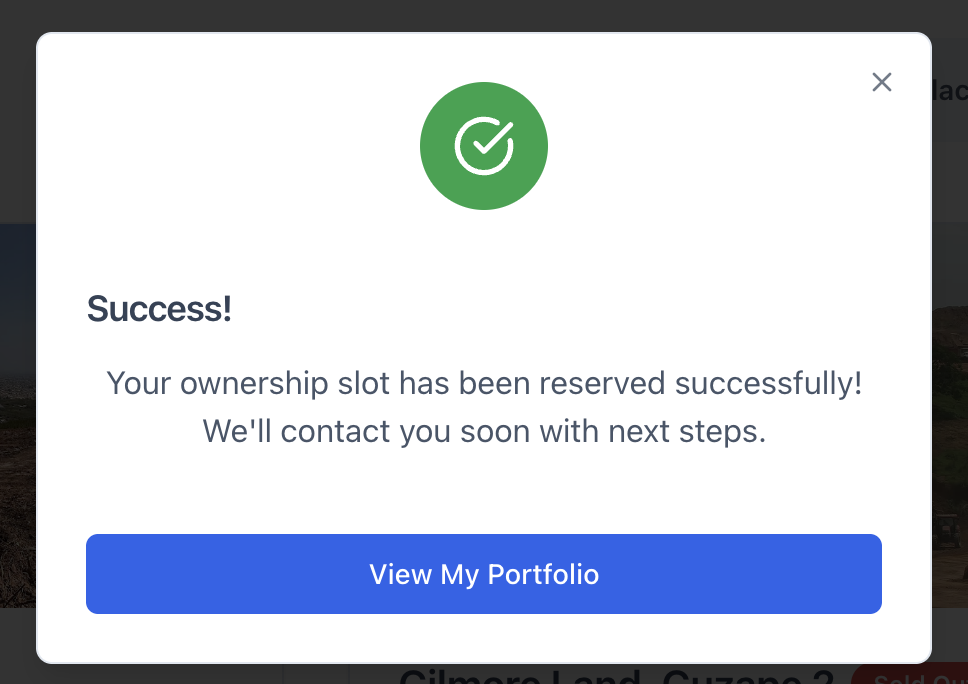 Success!
Your ownership slot has been reserved successfully!
We'll contact you soon with next steps.
View My Portfolio